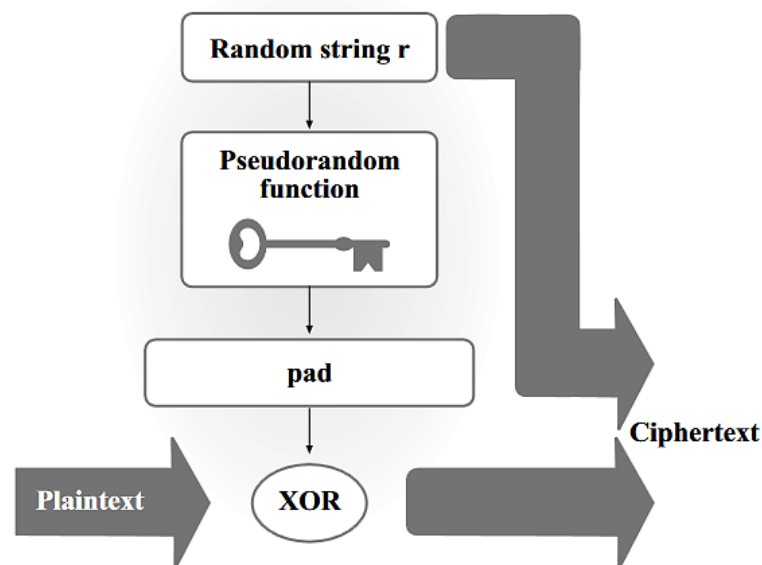 Random string r
Pseudorandom
function
pad
Ciphertext
Plaintext
XOR